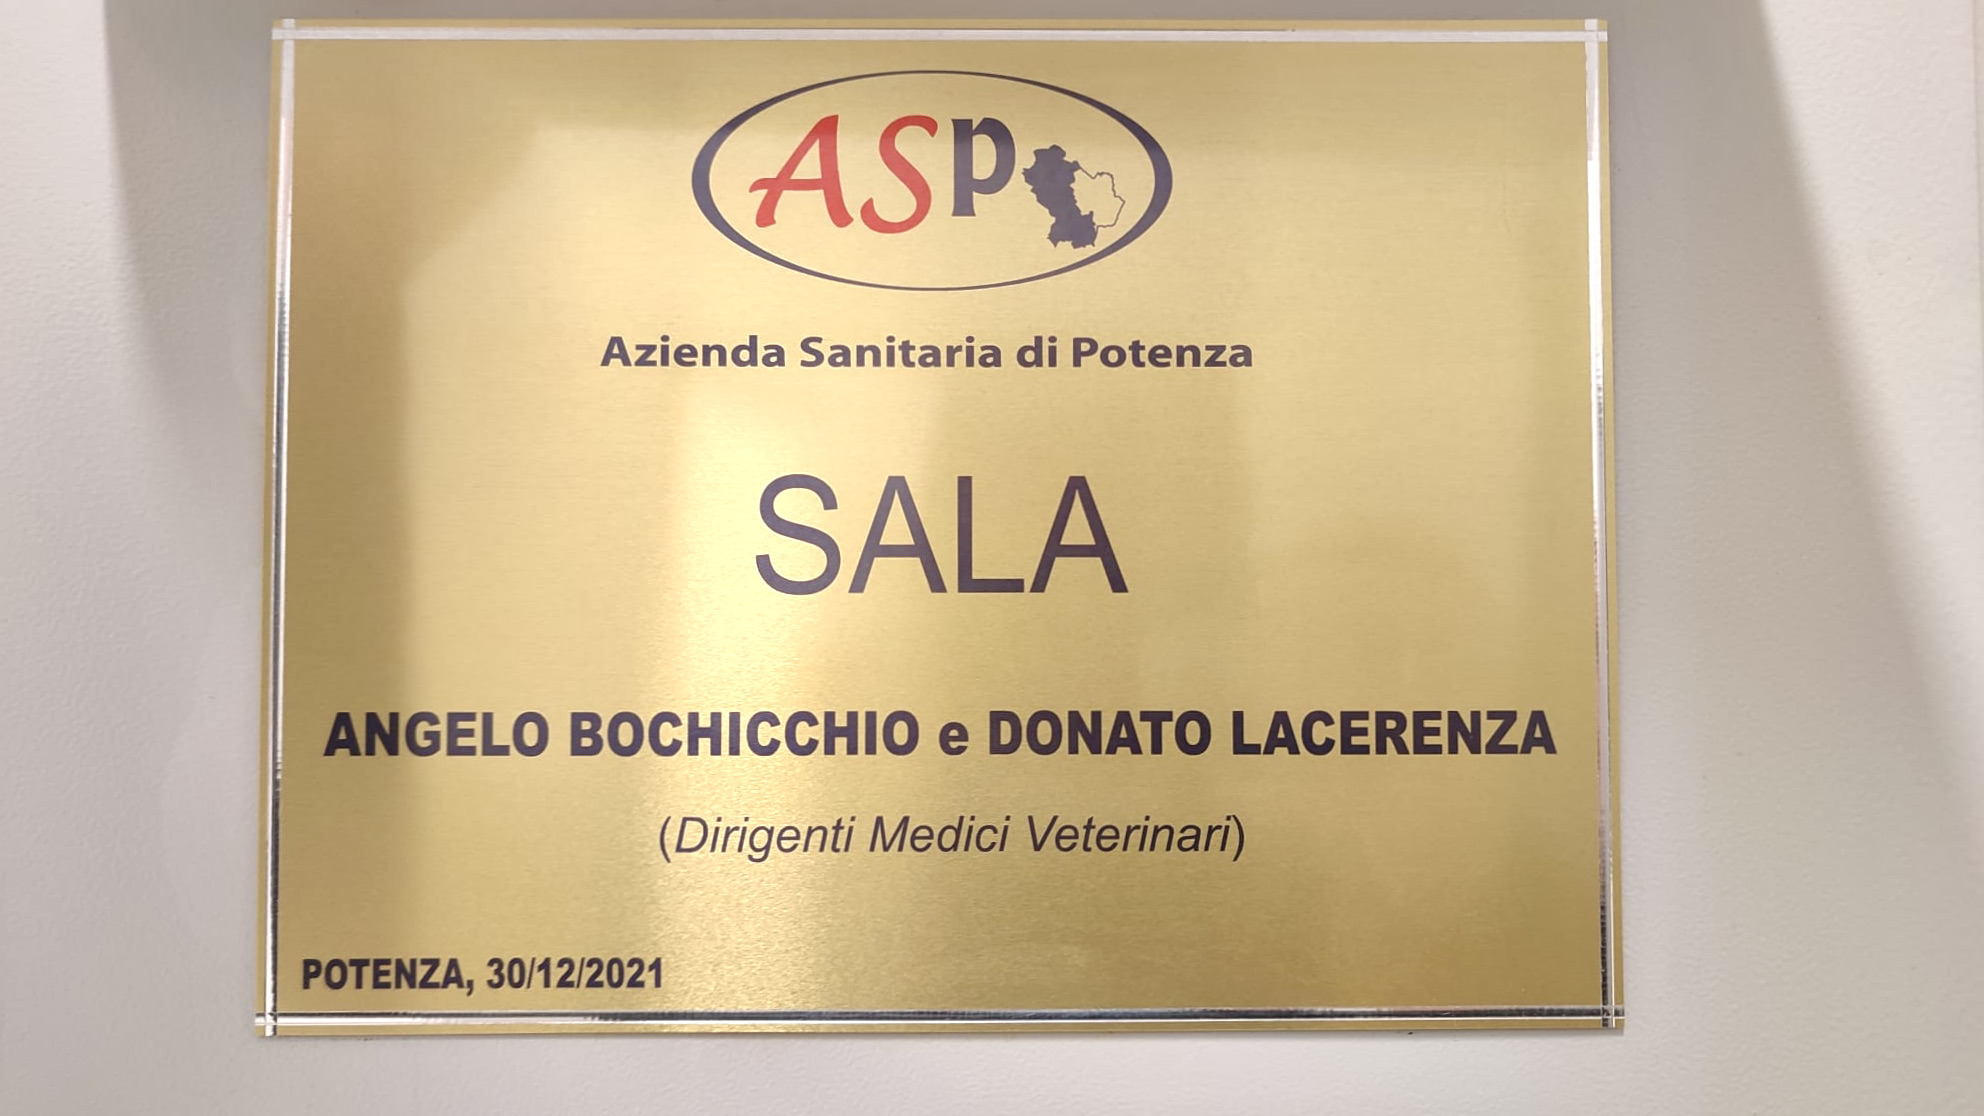 ASP
Azienda Sanitaria di Potenza
SALA
ANGELO BOCHICCHIO e DONATO LACERENZA
(Dirigenti Medici Veterinari)
POTENZA, 30/12/2021